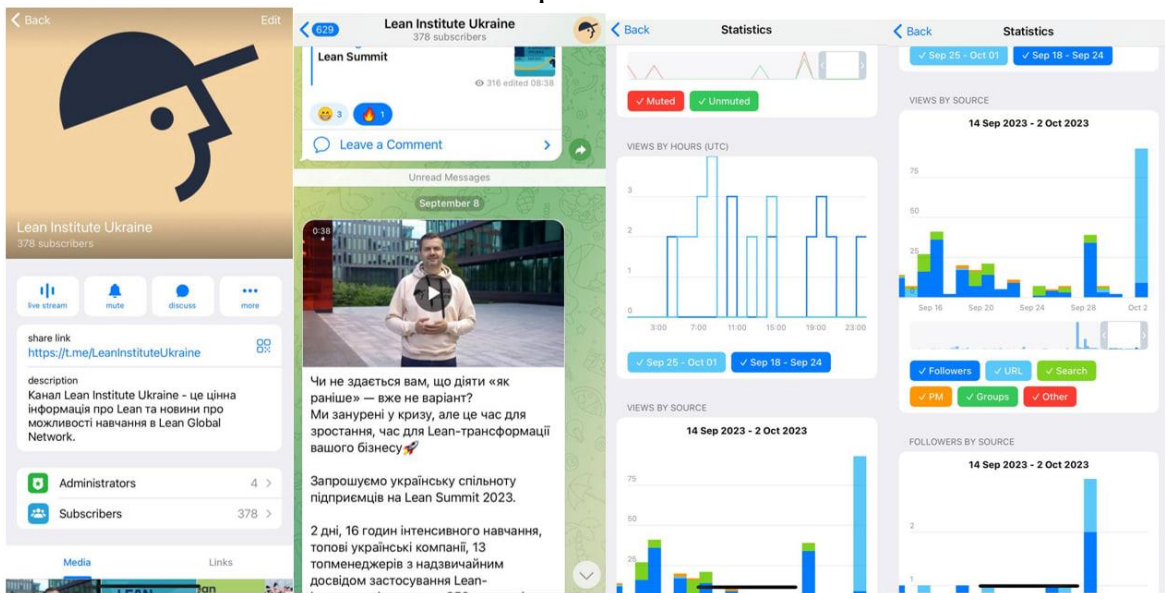 Back
Edit
Lean Institute Ukraine
378 subscribers
live stream
mute
discuss
more
share link
https://t.me/LeanInstituteUkraine
description
Канал Lean Institute Ukraine - це цінна
інформація про Lean та новини про
можливості навчання в Lean Global
Network.
Administrators
4
Subscribers
378
Media
Links
629
Lean Institute Ukraine
378 subscribers
Lean Summit
316 edited 08:38
3
1
Leave a Comment
Unread Messages
September 8
0:38
Чи не здається вам, що діяти «як
раніше» — вже не варіант?
Ми занурені у кризу, але це час для
зростання, час для Lean-трансформації
вашого бізнесу🚀
Запрошуємо українську спільноту
підприємців на Lean Summit 2023.
2 дні, 16 годин інтенсивного навчання,
топові українські компанії, 13
топменеджерів з надзвичайним
досвідом застосування Lean-
Back
Statistics
Muted
Unmuted
VIEWS BY HOURS (UTC)
3
2
1
0
3:00 7:00 11:00 15:00 19:00 23:00
Sep 25 - Oct 01
Sep 18 - Sep 24
VIEWS BY SOURCE
14 Sep 2023 - 2 Oct 2023
75
50
25
Back
Statistics
Sep 25 - Oct 01
Sep 18 - Sep 24
VIEWS BY SOURCE
14 Sep 2023 - 2 Oct 2023
75
50
25
0
Sep 16 Sep 20 Sep 24 Sep 28 Oct 2
Followers
URL
Search
PM
Groups
Other
FOLLOWERS BY SOURCE
14 Sep 2023 - 2 Oct 2023
2
1